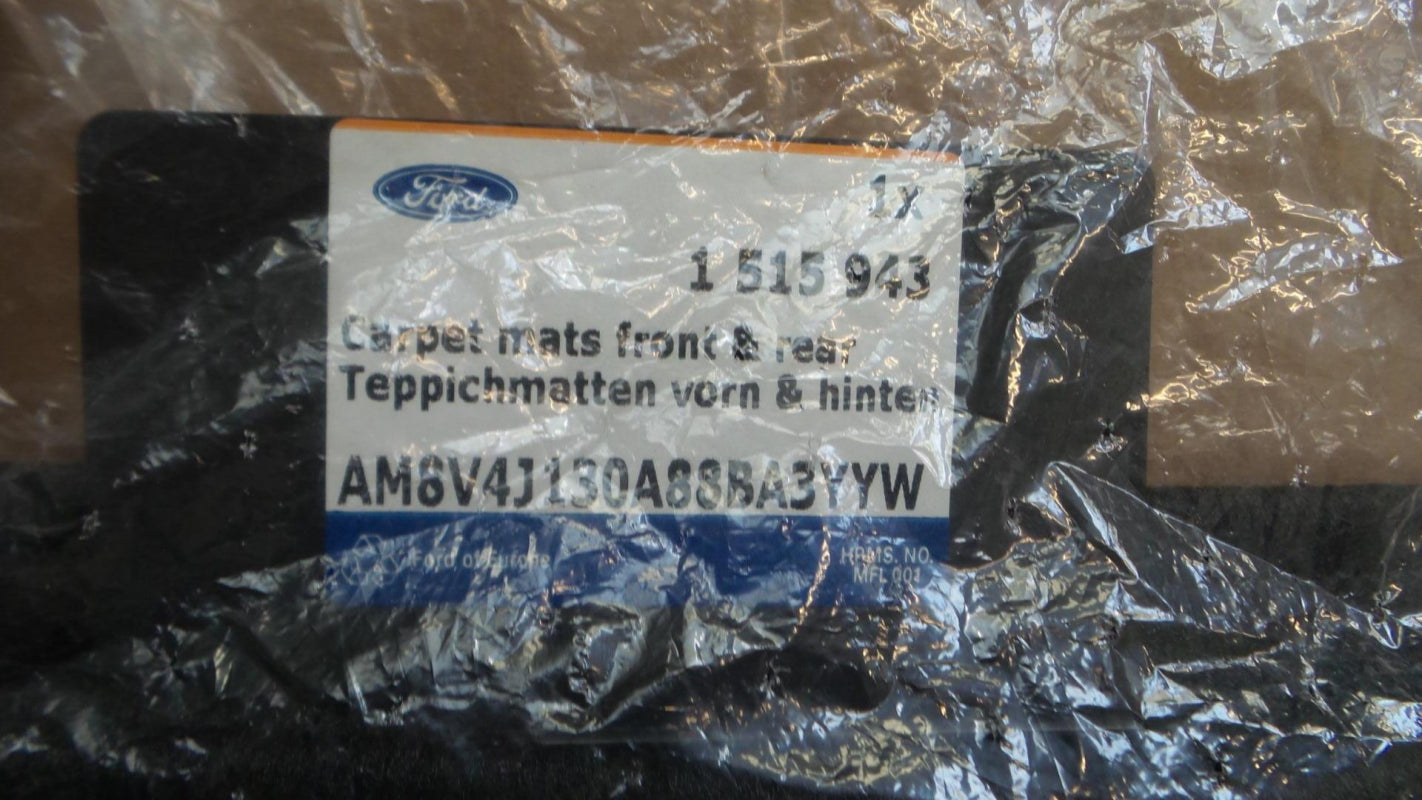 Ford
1x
1 515 943
Carpet mats front & rear
Teppichmatten vorn & hinten
AM8V4J130A88BA3YYW
Ford of Europe
HRMS. NO.
MFL 001